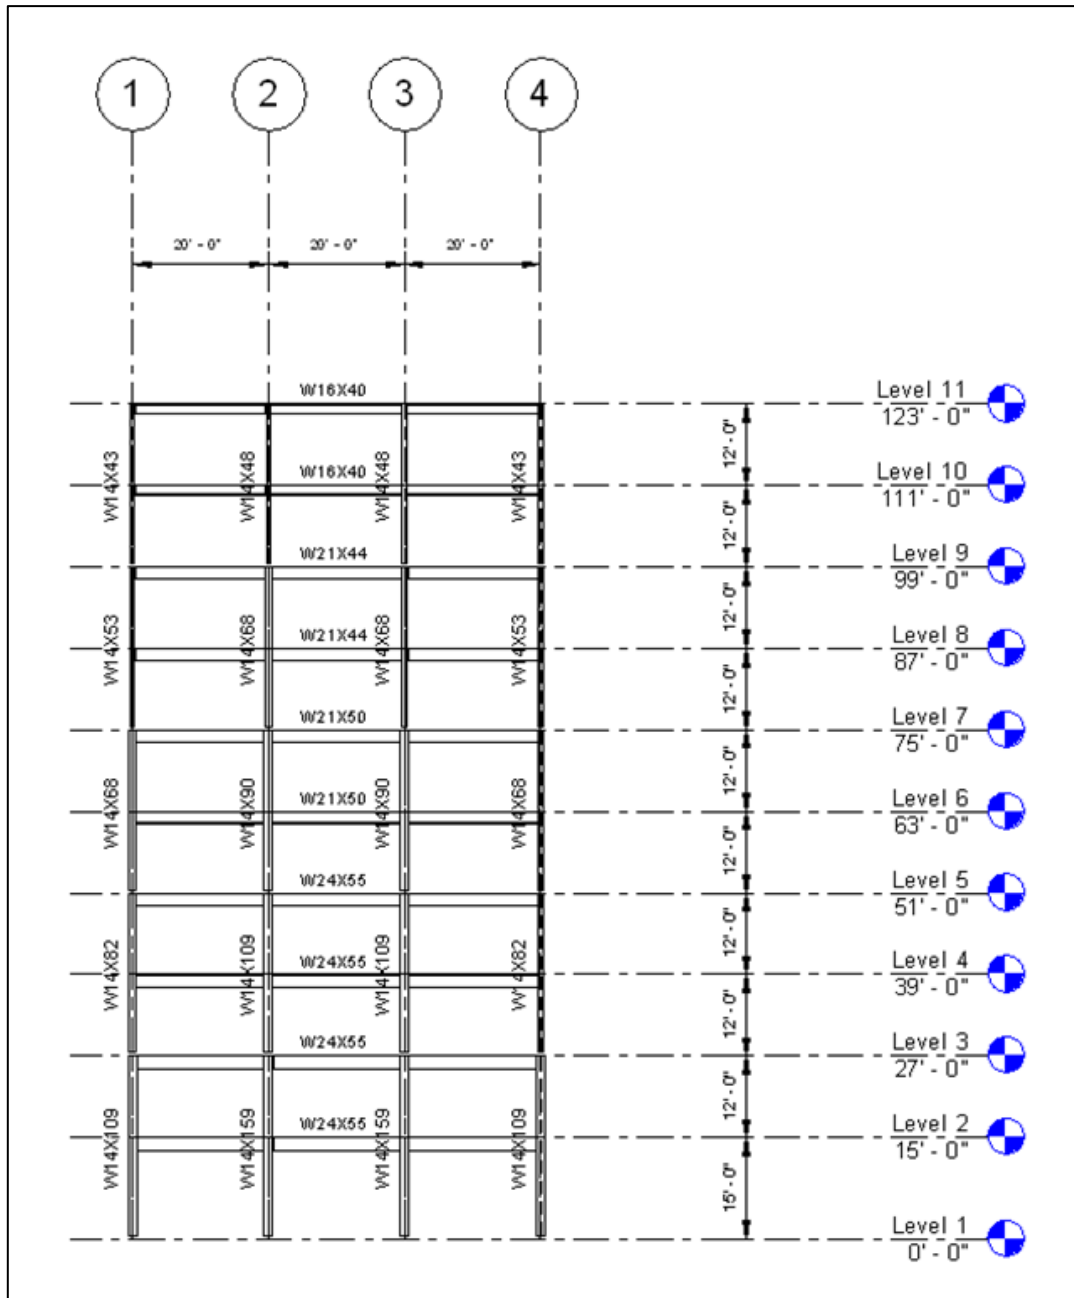 1 2 3 4
20' - 0" 20' - 0" 20' - 0"
W16X40
Level 11
123' - 0"
12' - 0"
W14X43 W14X48 W14X48 W14X43
W16X40
Level 10
111' - 0"
12' - 0"
W21X44
Level 9
99' - 0"
12' - 0"
W14X53 W14X68 W14X68 W14X53
W21X44
Level 8
87' - 0"
12' - 0"
W21X50
Level 7
75' - 0"
12' - 0"
W14X68 W14X90 W14X90 W14X68
W21X50
Level 6
63' - 0"
12' - 0"
W24X55
Level 5
51' - 0"
12' - 0"
W14X82 W14X109 W14X109 W14X82
W24X55
Level 4
39' - 0"
12' - 0"
W24X55
Level 3
27' - 0"
12' - 0"
W14X109 W14X159 W14X159 W14X109
W24X55
Level 2
15' - 0"
15' - 0"
Level 1
0' - 0"